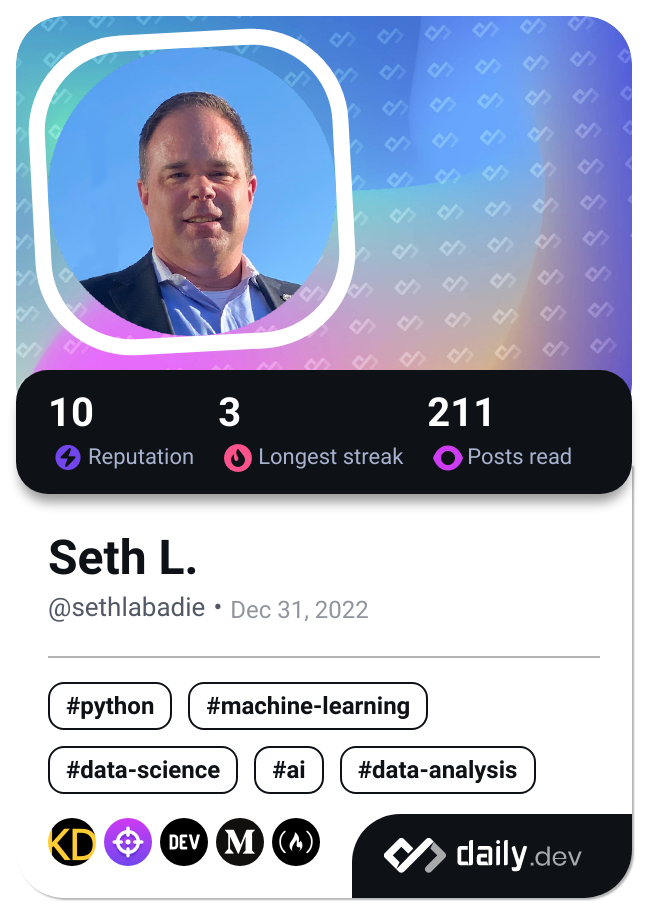 10 3 211
Reputation Longest streak Posts read
Seth L.
@sethlabadie • Dec 31, 2022
#python #machine-learning
#data-science #ai #data-analysis
KD DEV M
daily.dev